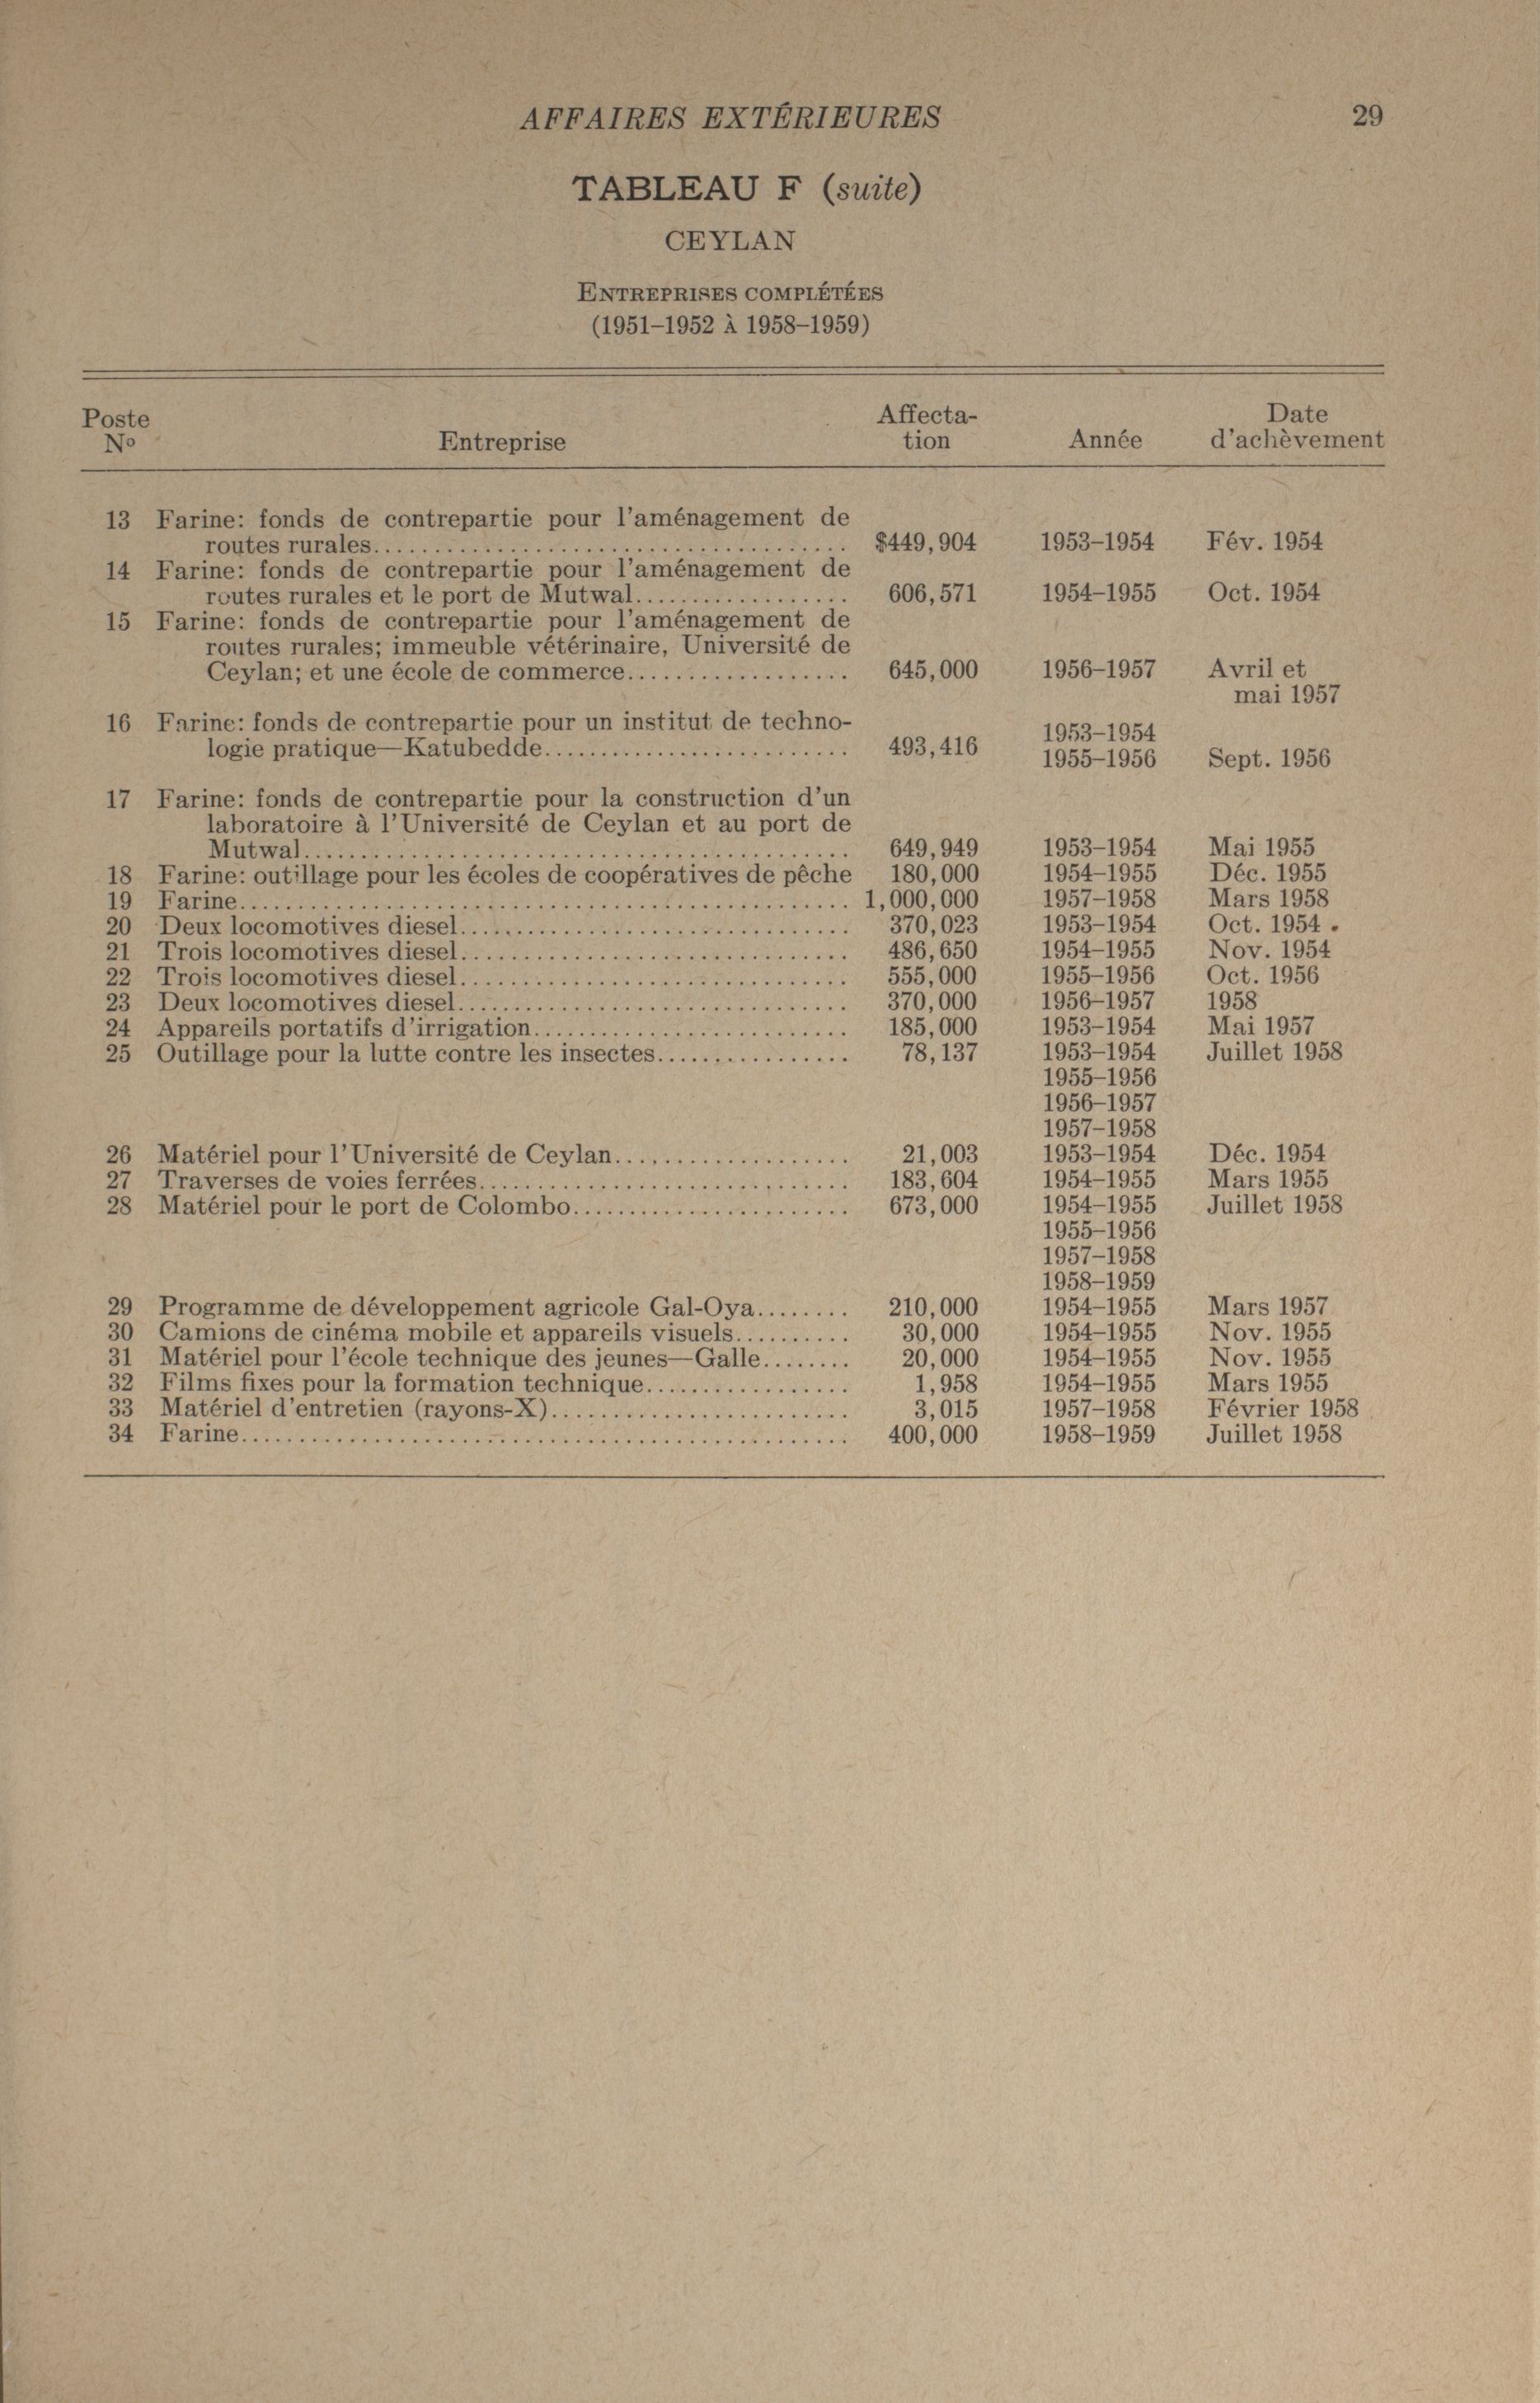 AFFAIRES EXTÉRIEURES 29
TABLEAU F (suite)
CEYLAN
ENTREPRISES COMPLÉTÉES
(1951–1952 À 1958–1959)
Poste Affecta- Date
Nº Entreprise tion Année d'achèvement
13 Farine: fonds de contrepartie pour l'aménagement de
routes rurales.......... $449,904 1953–1954 Fév. 1954
14 Farine: fonds de contrepartie pour l'aménagement de
routes rurales et le port de Mutwal.......... 606,571 1954–1955 Oct. 1954
15 Farine: fonds de contrepartie pour l'aménagement de
routes rurales; immeuble vétérinaire, Université de
Ceylan; et une école de commerce.......... 645,000 1956–1957 Avril et
mai 1957
16 Farine: fonds de contrepartie pour un institut de techno- 1953–1954
logie pratique—Katubedde.......... 493,416 1955–1956 Sept. 1956
17 Farine: fonds de contrepartie pour la construction d'un
laboratoire à l'Université de Ceylan et au port de
Mutwal.......... 649,949 1953–1954 Mai 1955
18 Farine: outillage pour les écoles de coopératives de pêche 180,000 1954–1955 Déc. 1955
19 Farine.......... 1,000,000 1957–1958 Mars 1958
20 Deux locomotives diesel.......... 370,023 1953–1954 Oct. 1954
21 Trois locomotives diesel.......... 486,650 1954–1955 Nov. 1954
22 Trois locomotives diesel.......... 555,000 1955–1956 Oct. 1956
23 Deux locomotives diesel.......... 370,000 1956–1957 1958
24 Appareils portatifs d'irrigation.......... 185,000 1953–1954 Mai 1957
25 Outillage pour la lutte contre les insectes.......... 78,137 1953–1954 Juillet 1958
1955–1956
1956–1957
1957–1958
26 Matériel pour l'Université de Ceylan.......... 21,003 1953–1954 Déc. 1954
27 Traverses de voies ferrées.......... 183,604 1954–1955 Mars 1955
28 Matériel pour le port de Colombo.......... 673,000 1954–1955 Juillet 1958
1955–1956
1957–1958
1958–1959
29 Programme de développement agricole Gal-Oya.......... 210,000 1954–1955 Mars 1957
30 Camions de cinéma mobile et appareils visuels.......... 30,000 1954–1955 Nov. 1955
31 Matériel pour l'école technique des jeunes—Galle.......... 20,000 1954–1955 Nov. 1955
32 Films fixes pour la formation technique.......... 1,958 1954–1955 Mars 1955
33 Matériel d'entretien (rayons-X).......... 3,015 1957–1958 Février 1958
34 Farine.......... 400,000 1958–1959 Juillet 1958